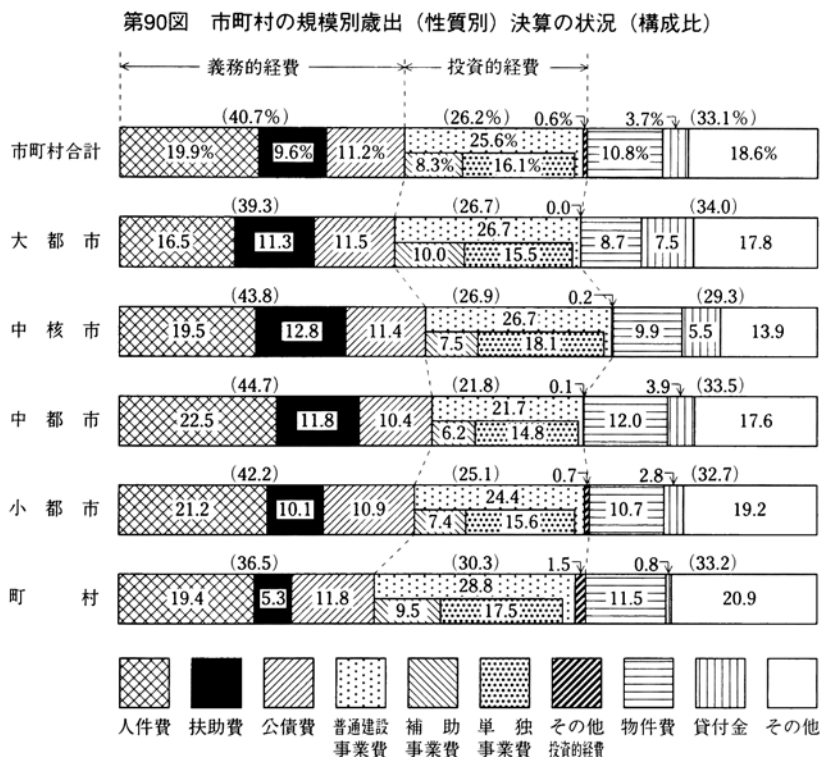 第90図　市町村の規模別歳出（性質別）決算の状況（構成比）
義務的経費 投資的経費
(40.7%) (26.2%) 0.6% 3.7% (33.1%)
市町村合計 19.9% 9.6% 11.2% 25.6% 10.8% 18.6%
8.3% 16.1%
(39.3) (26.7) 0.0 (34.0)
大都市 16.5 11.3 11.5 26.7 8.7 7.5 17.8
10.0 15.5
(43.8) (26.9) 0.2 (29.3)
中核市 19.5 12.8 11.4 26.7 9.9 5.5 13.9
7.5 18.1
(44.7) (21.8) 0.1 3.9 (33.5)
中都市 22.5 11.8 10.4 21.7 12.0 17.6
6.2 14.8
(42.2) (25.1) 0.7 2.8 (32.7)
小都市 21.2 10.1 10.9 24.4 10.7 19.2
7.4 15.6
(36.5) (30.3) 1.5 0.8 (33.2)
町村 19.4 5.3 11.8 28.8 11.5 20.9
9.5 17.5
人件費 扶助費 公債費 普通建設事業費 補助事業費 単独事業費 その他投資的経費 物件費 貸付金 その他